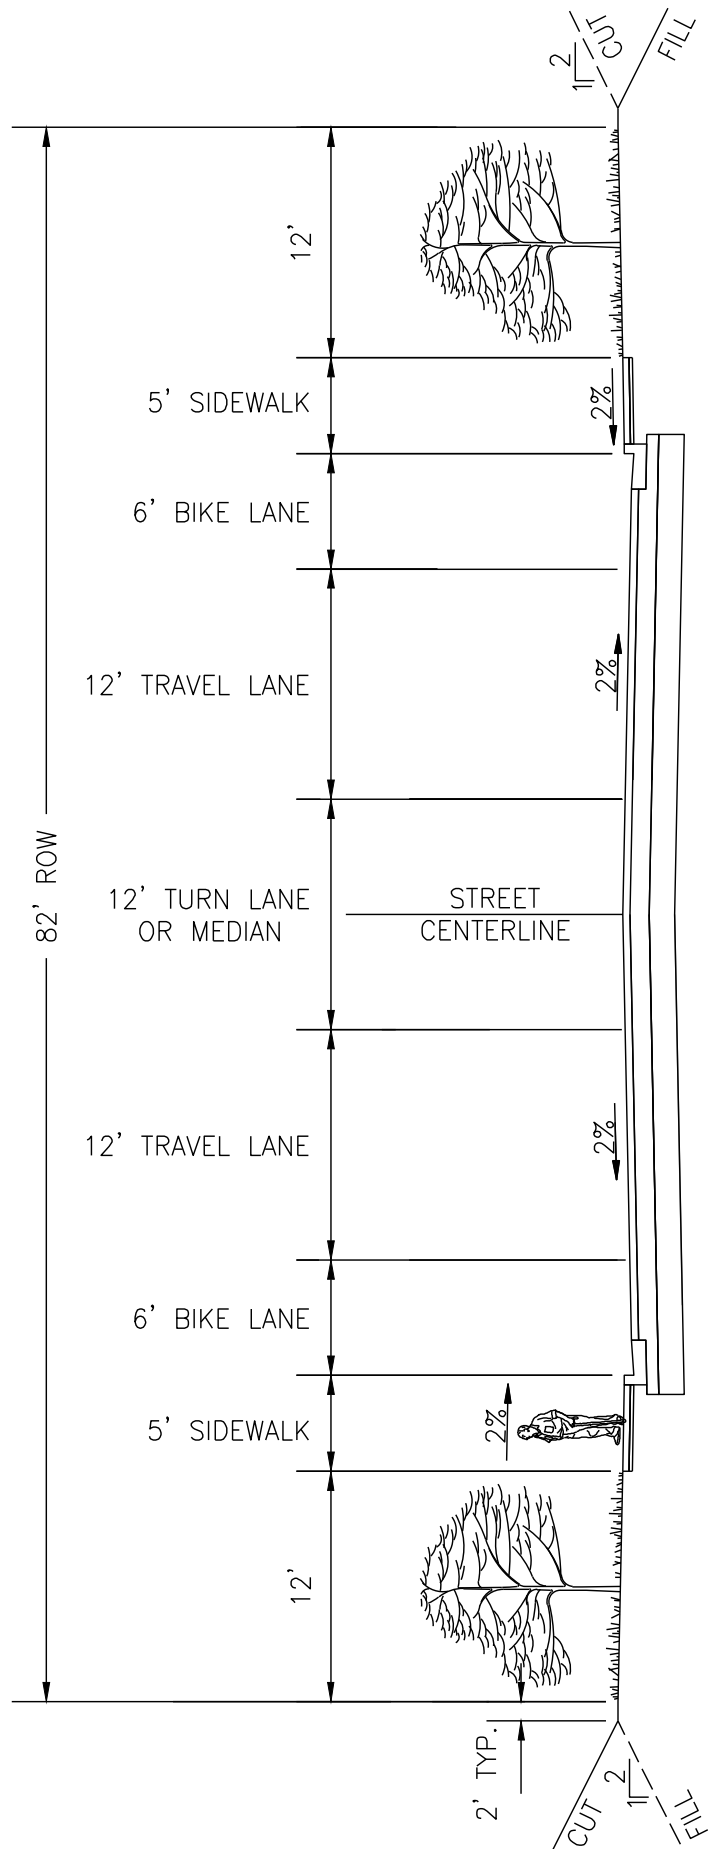 CUT
FILL
2
1
12'
5' SIDEWALK
2%
6' BIKE LANE
12' TRAVEL LANE
2%
82' ROW
12' TURN LANE
OR MEDIAN
STREET
CENTERLINE
12' TRAVEL LANE
2%
6' BIKE LANE
5' SIDEWALK
2%
12'
2' TYP.
CUT
2
1
FILL